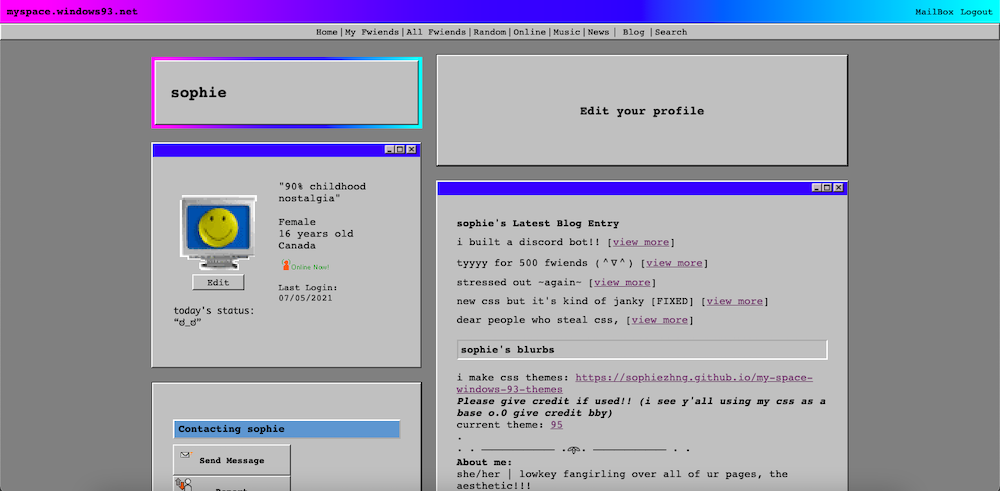 myspace.windows93.net
MailBox Logout
Home|My Fwiends|All Fwiends|Random|Online|Music|News| Blog |Search
sophie
"90% childhood
nostalgia"
Female
16 years old
Canada
Online Now!
Edit
Last Login:
07/05/2021
today's status:
“ಠ_ಠ”
Contacting sophie
Send Message
Report
Edit your profile
sophie's Latest Blog Entry
i built a discord bot!! [view more]
tyyyy for 500 fwiends (＾∇＾) [view more]
stressed out ~again~ [view more]
new css but it's kind of janky [FIXED] [view more]
dear people who steal css, [view more]
sophie's blurbs
i make css themes: https://sophiezhng.github.io/my-space-
windows-93-themes
Please give credit if used!! (i see y'all using my css as a
base o.0 give credit bby)
current theme: 95
About me:
she/her | lowkey fangirling over all of ur pages, the
aesthetic!!!